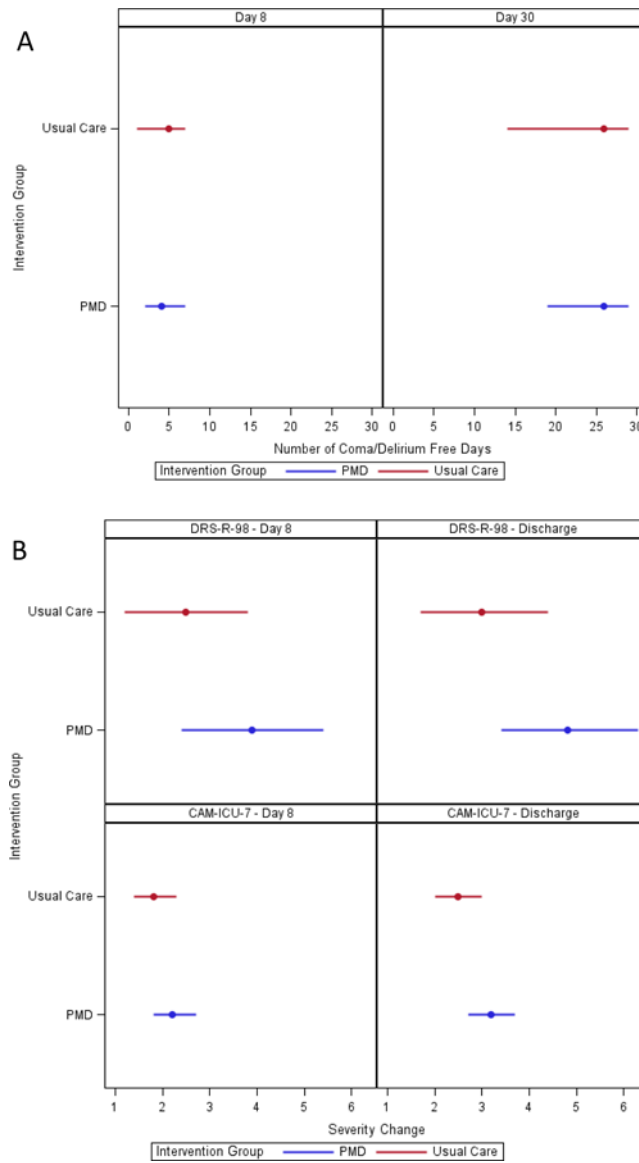 A
Day 8 Day 30
Usual Care
Intervention Group
PMD
0 5 10 15 20 25 30 0 5 10 15 20 25 30
Number of Coma/Delirium Free Days
Intervention Group PMD Usual Care
B
DRS-R-98 - Day 8 DRS-R-98 - Discharge
Usual Care
PMD
Intervention Group
CAM-ICU-7 - Day 8 CAM-ICU-7 - Discharge
Usual Care
PMD
1 2 3 4 5 6 1 2 3 4 5 6
Severity Change
Intervention Group PMD Usual Care